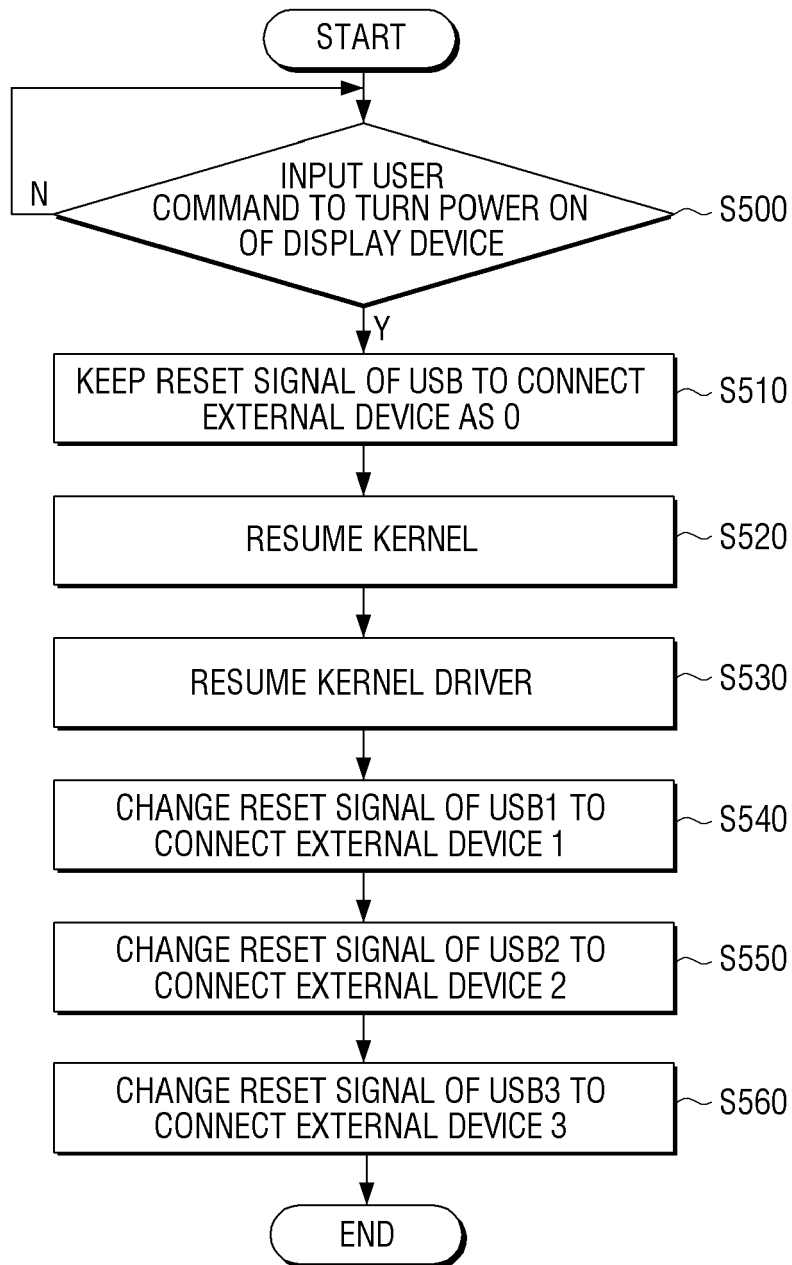 START
INPUT USER
COMMAND TO TURN POWER ON
OF DISPLAY DEVICE
N
S500
Y
KEEP RESET SIGNAL OF USB TO CONNECT
EXTERNAL DEVICE AS 0
S510
RESUME KERNEL
S520
RESUME KERNEL DRIVER
S530
CHANGE RESET SIGNAL OF USB1 TO
CONNECT EXTERNAL DEVICE 1
S540
CHANGE RESET SIGNAL OF USB2 TO
CONNECT EXTERNAL DEVICE 2
S550
CHANGE RESET SIGNAL OF USB3 TO
CONNECT EXTERNAL DEVICE 3
S560
END